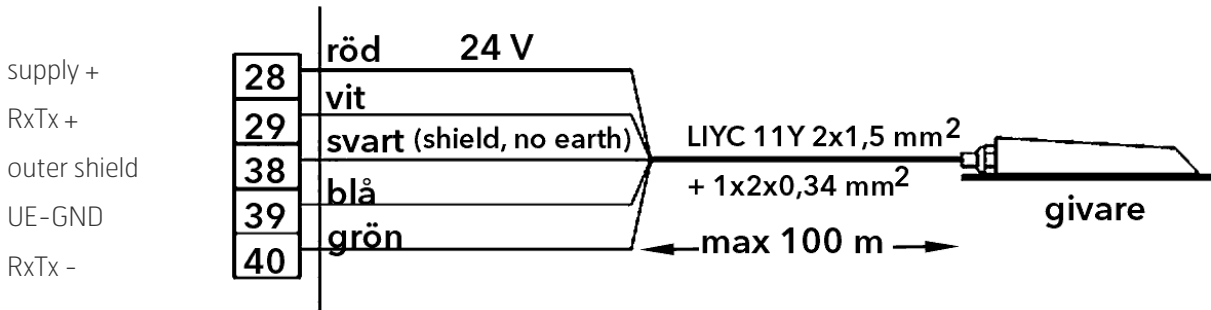 supply + 28 röd 24 V
RxTx + 29 vit
outer shield 38 svart (shield, no earth)
UE-GND 39 blå
RxTx - 40 grön
LIYC 11Y 2x1,5 mm²
+ 1x2x0,34 mm²
max 100 m
givare